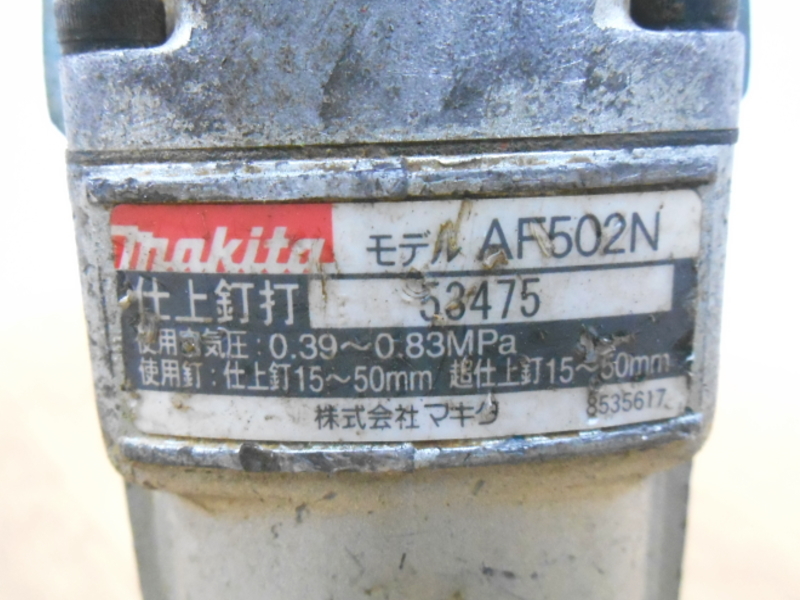 makita モデル AF502N
仕上釘打 53475
使用空気圧：0.39〜0.83MPa
使用釘：仕上釘15〜50mm 超仕上釘15〜50mm
株式会社 マキタ 8535617